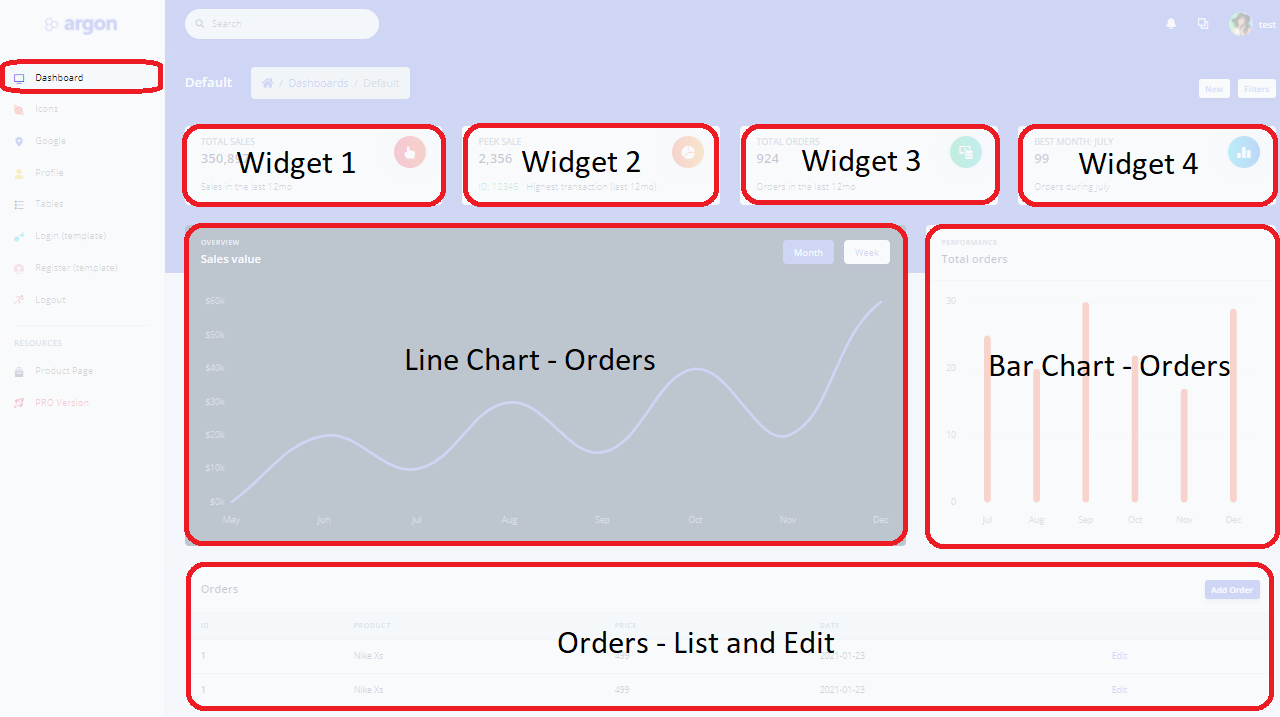 argon
Search
test
Dashboard
Icons
Google
Profile
Tables
Login (template)
Register (template)
Logout
RESOURCES
Product Page
PRO Version
Default
/ Dashboards / Default
New
Filters
TOTAL SALES
350,8
Sales in the last 12mo
Widget 1
PEEK SALE
2,356
ID: 12345 - Highest transaction (last 12mo)
Widget 2
TOTAL ORDERS
924
Orders in the last 12mo
Widget 3
BEST MONTH: JULY
99
Orders during july
Widget 4
OVERVIEW
Sales value
Month
Week
$60k
$50k
$40k
$30k
$20k
$10k
$0k
May Jun Jul Aug Sep Oct Nov Dec
Line Chart - Orders
PERFORMANCE
Total orders
30
20
10
0
Jul Aug Sep Oct Nov Dec
Bar Chart - Orders
Orders
Add Order
ID PRODUCT PRICE DATE
1 Nike Xs 499 2021-01-23 Edit
1 Nike Xs 499 2021-01-23 Edit
Orders - List and Edit